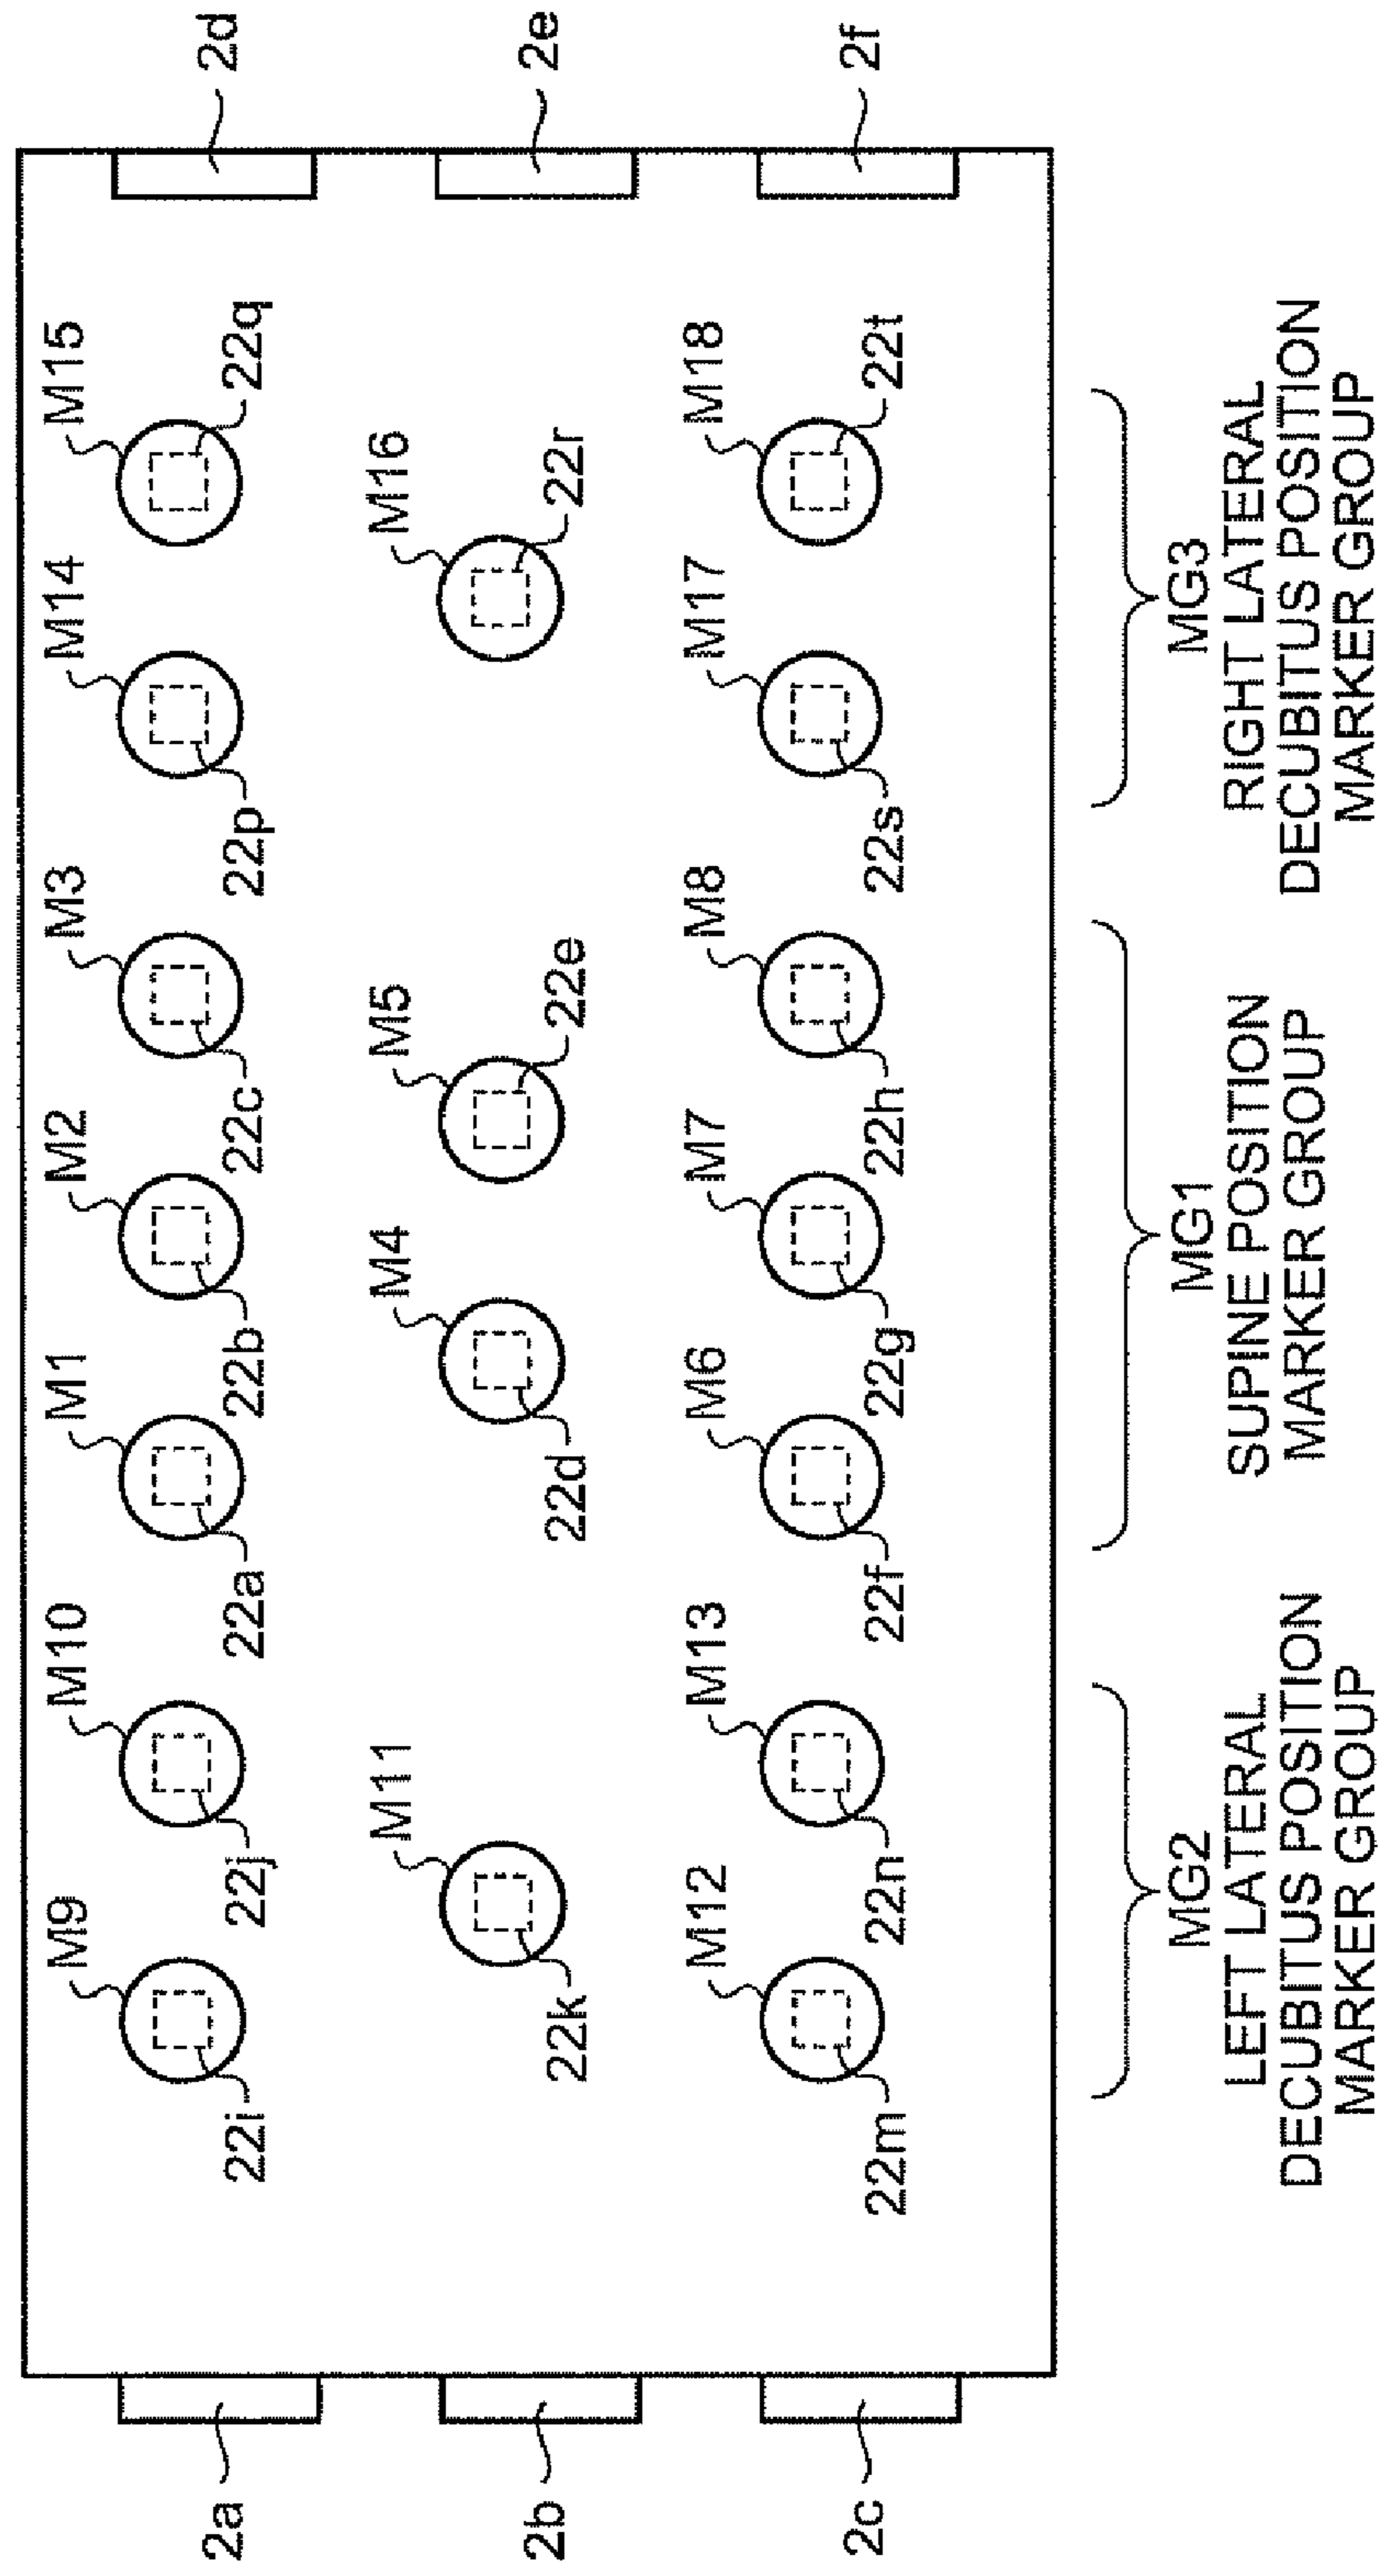 2a
2b
2c
2d
2e
2f
M9
M10
M1
M2
M3
M14
M15
22i
22j
22a
22b
22c
22p
22q
M11
M4
M5
M16
22k
22d
22e
22r
M12
M13
M6
M7
M8
M17
M18
22m
22n
22f
22g
22h
22s
22t
MG2
LEFT LATERAL
DECUBITUS POSITION
MARKER GROUP
MG1
SUPINE POSITION
MARKER GROUP
MG3
RIGHT LATERAL
DECUBITUS POSITION
MARKER GROUP